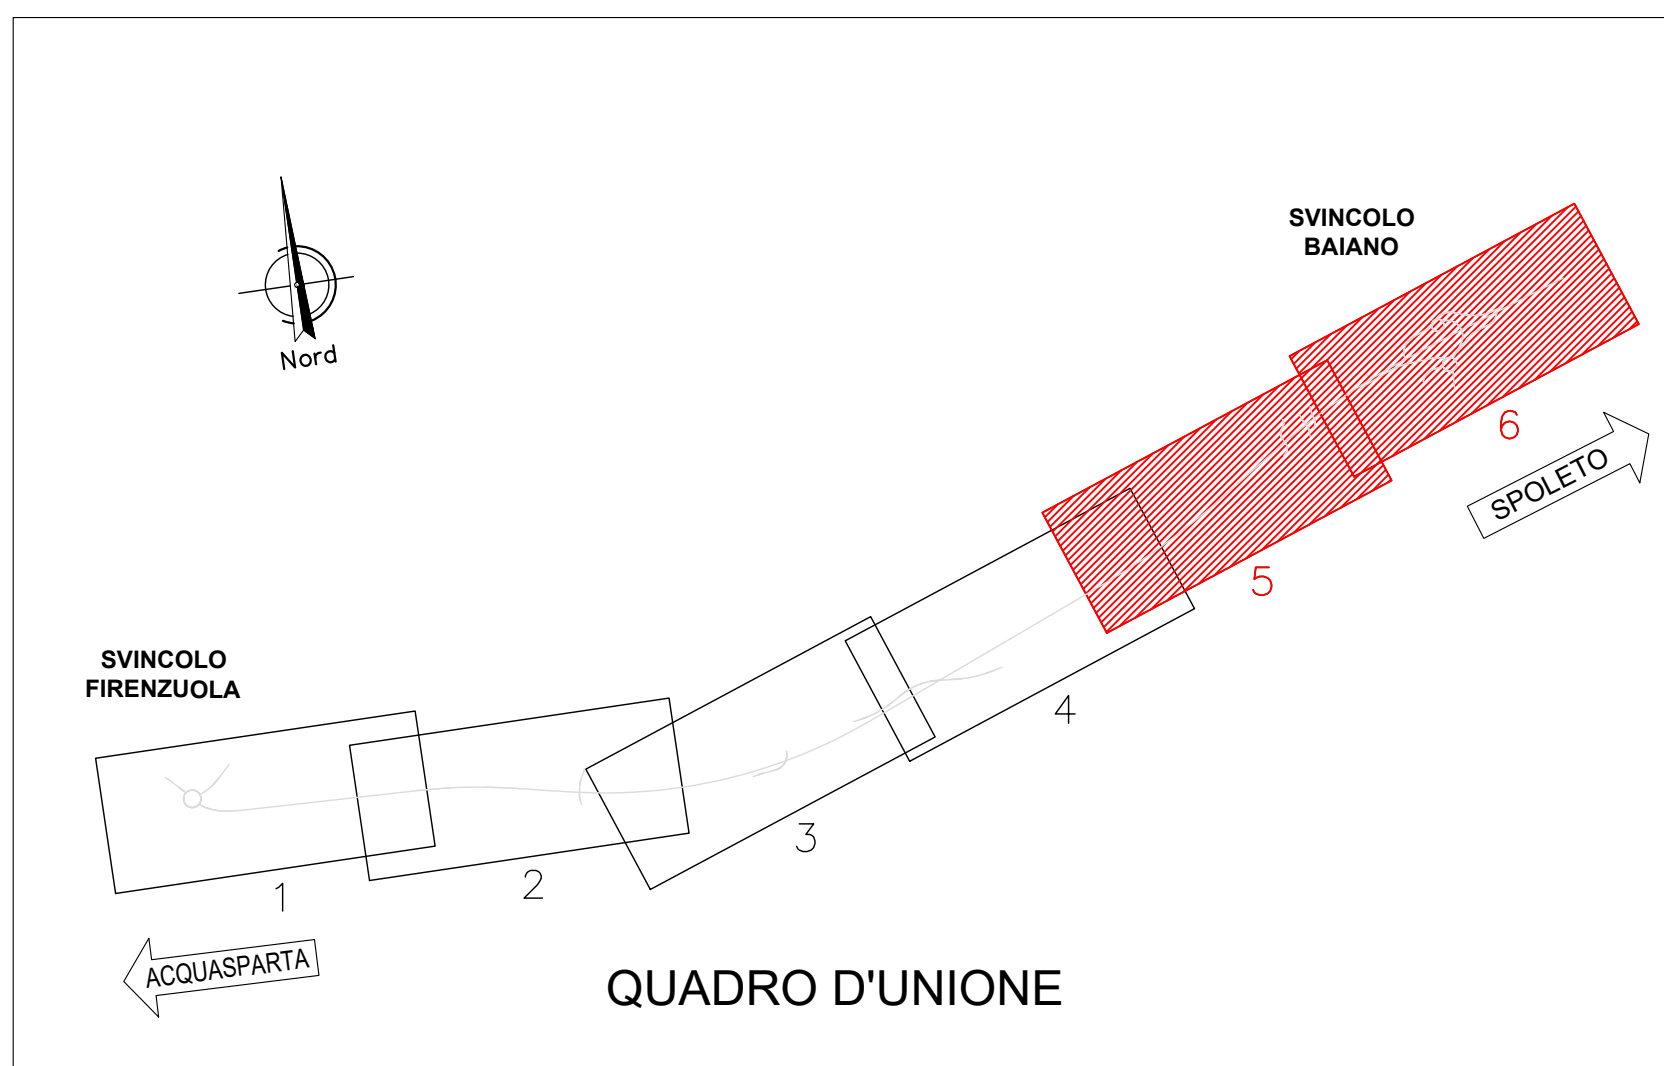 Nord
SVINCOLO
BAIANO
6
SPOLETO
5
SVINCOLO
FIRENZUOLA
4
3
2
1
ACQUASPARTA
QUADRO D'UNIONE